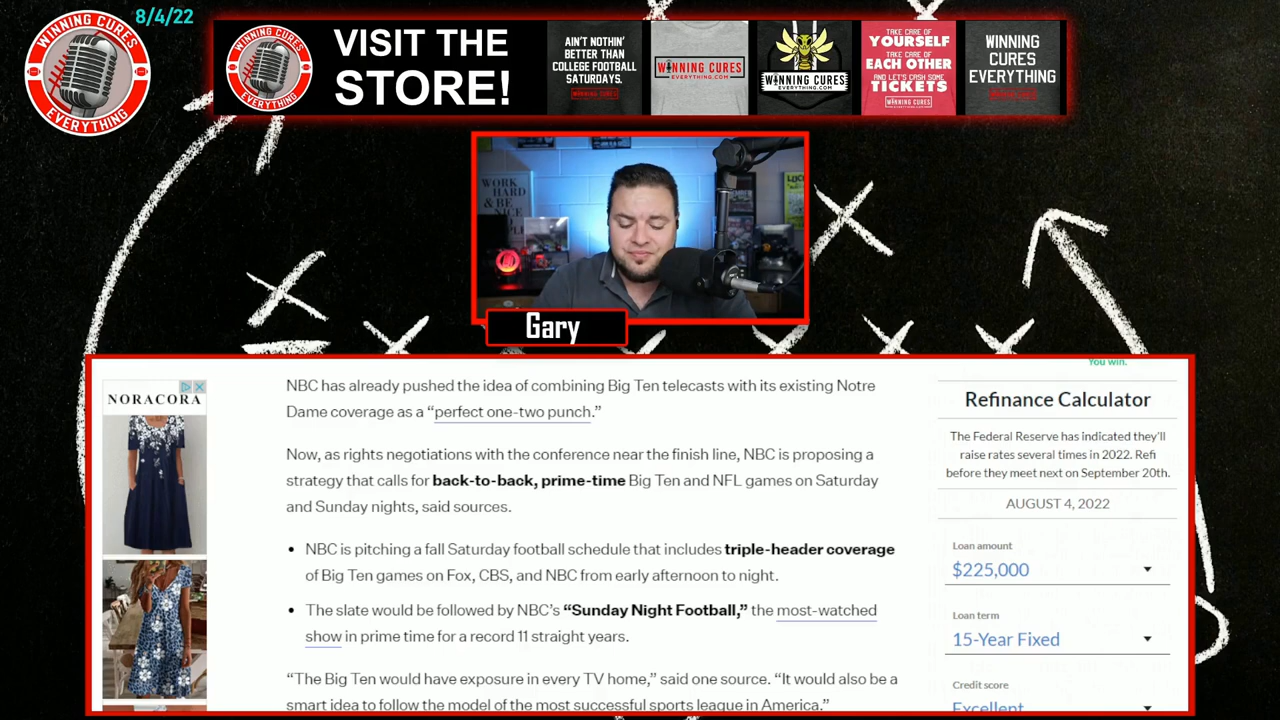 8/4/22
WINNING CURES
EVERYTHING
WINNING CURES
EVERYTHING
VISIT THE
STORE!
AIN'T NOTHIN'
BETTER THAN
COLLEGE FOOTBALL
SATURDAYS.
WINNING CURES
WINNING CURES
EVERYTHING.COM
WINNING CURES
EVERYTHING.COM
TAKE CARE OF
YOURSELF
TAKE CARE OF
EACH OTHER
AND LET'S CASH SOME
TICKETS
WINNING CURES
WINNING
CURES
EVERYTHING
WORK
HARD
& BE
NICE
Gary
NORACORA
NBC has already pushed the idea of combining Big Ten telecasts with its existing Notre
Dame coverage as a “perfect one-two punch.”
Now, as rights negotiations with the conference near the finish line, NBC is proposing a
strategy that calls for back-to-back, prime-time Big Ten and NFL games on Saturday
and Sunday nights, said sources.
• NBC is pitching a fall Saturday football schedule that includes triple-header coverage
of Big Ten games on Fox, CBS, and NBC from early afternoon to night.
• The slate would be followed by NBC’s “Sunday Night Football,” the most-watched
show in prime time for a record 11 straight years.
“The Big Ten would have exposure in every TV home,” said one source. “It would also be a
smart idea to follow the model of the most successful sports league in America.”
You win.
Refinance Calculator
The Federal Reserve has indicated they'll
raise rates several times in 2022. Refi
before they meet next on September 20th.
AUGUST 4, 2022
Loan amount
$225,000
Loan term
15-Year Fixed
Credit score
Excellent